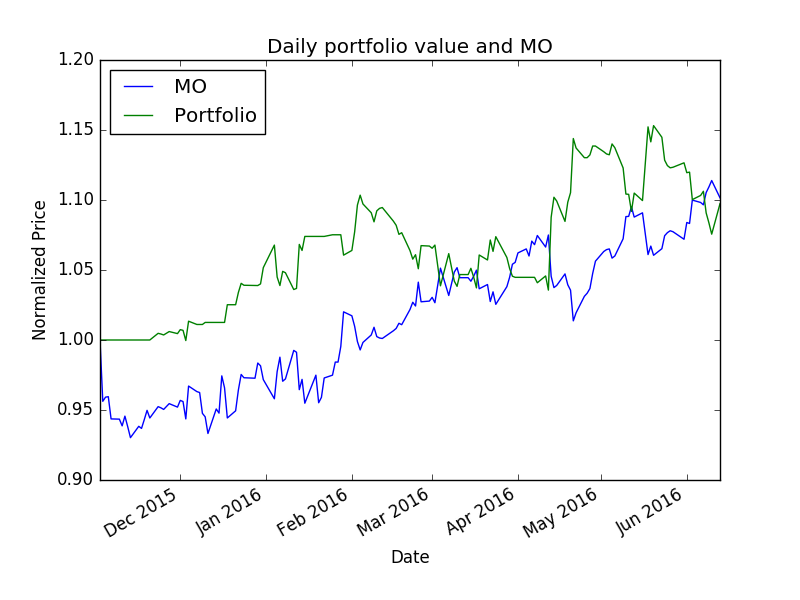 Daily portfolio value and MO
MO
Portfolio
Normalized Price
1.20
1.15
1.10
1.05
1.00
0.95
0.90
Dec 2015
Jan 2016
Feb 2016
Mar 2016
Apr 2016
May 2016
Jun 2016
Date